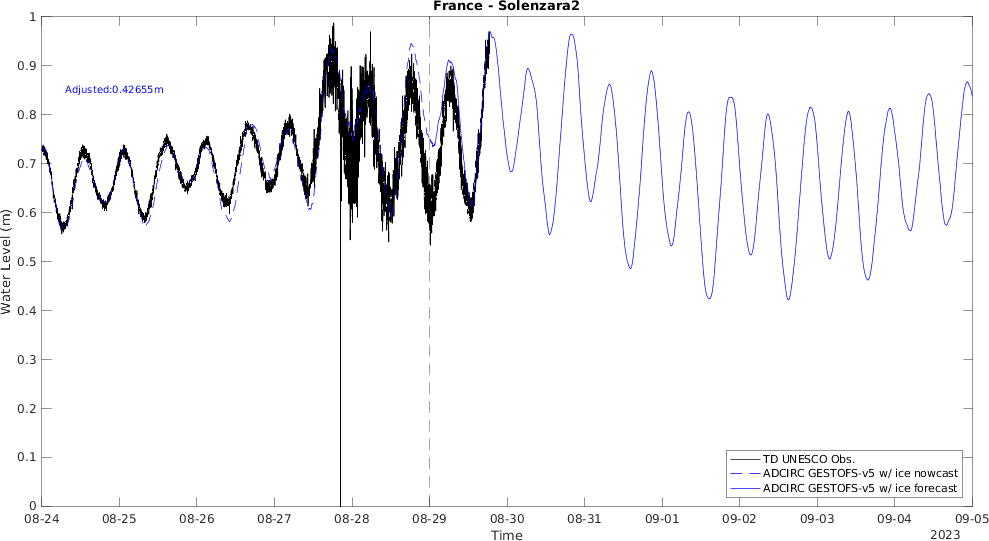 France - Solenzara2
1
0.9
0.8
0.7
0.6
0.5
0.4
0.3
0.2
0.1
0
Water Level (m)
Adjusted:0.42655m
TD UNESCO Obs.
ADCIRC GESTOFS-v5 w/ ice nowcast
ADCIRC GESTOFS-v5 w/ ice forecast
08-24 08-25 08-26 08-27 08-28 08-29 08-30 08-31 09-01 09-02 09-03 09-04 09-05
Time
2023